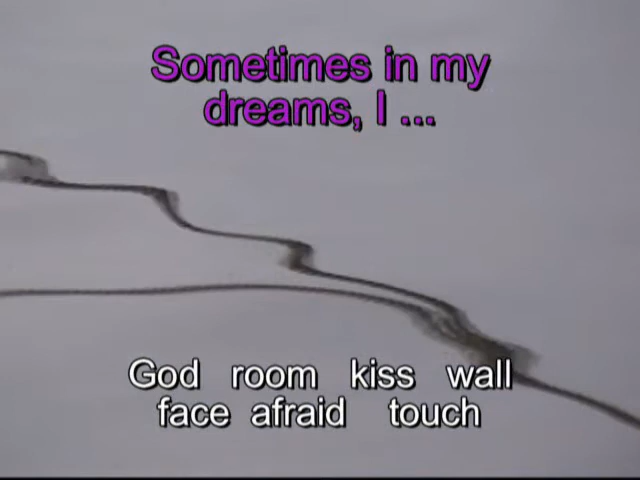 Sometimes in my
dreams, I ...
God room kiss wall
face afraid touch